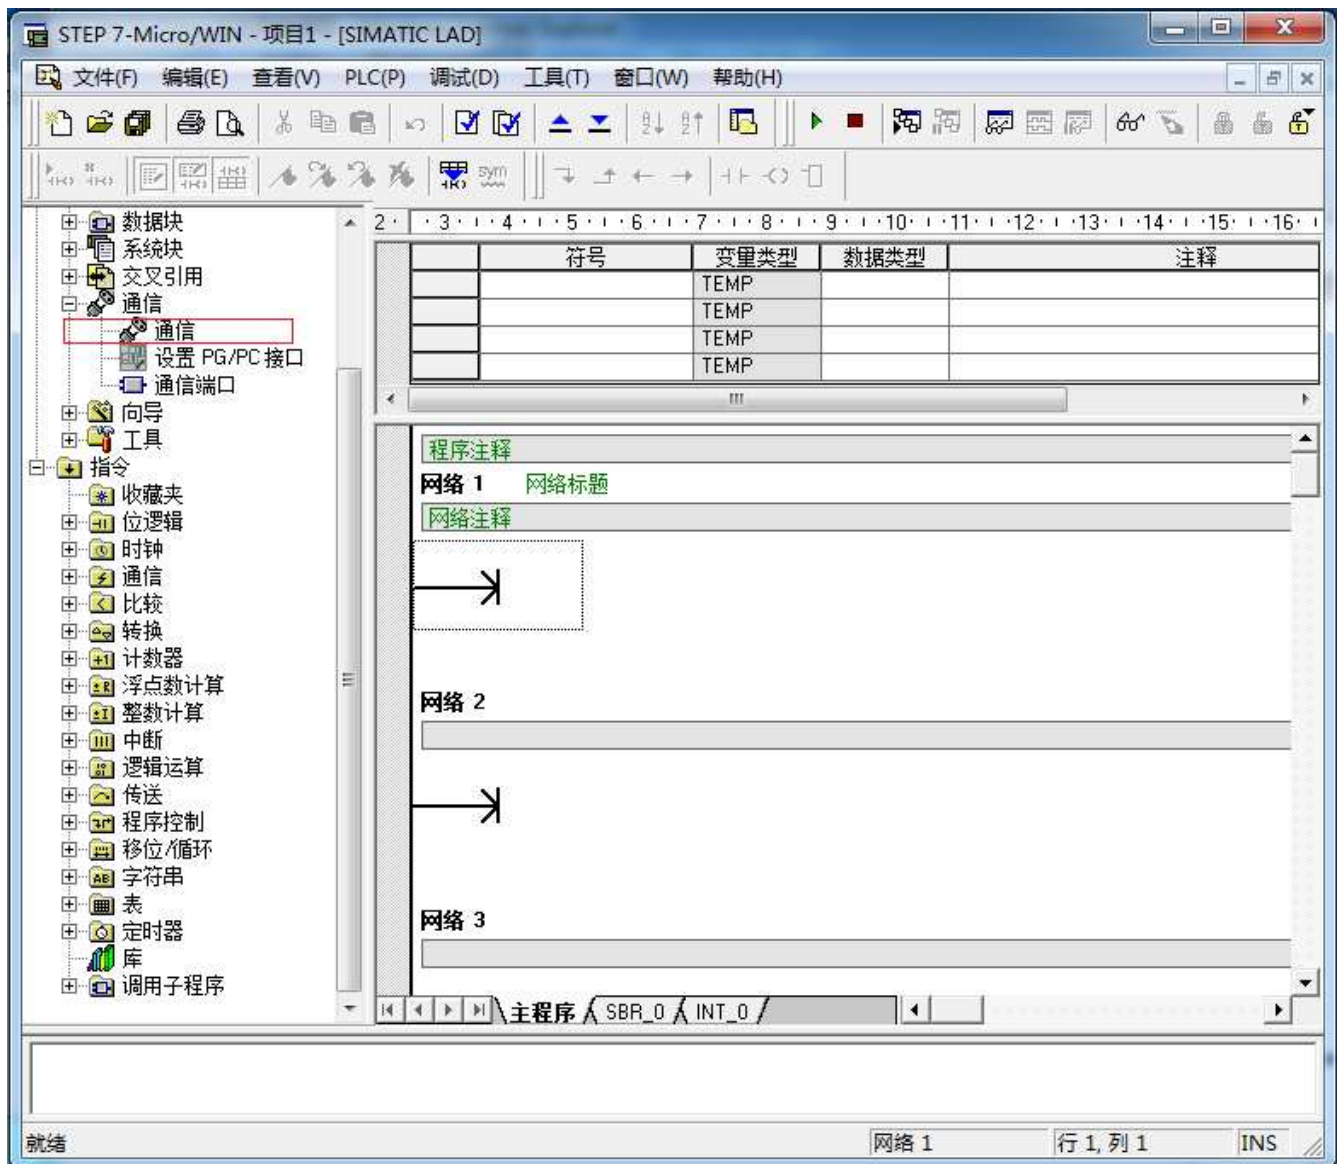 STEP 7-Micro/WIN - 项目1 - [SIMATIC LAD]
文件(F) 编辑(E) 查看(V) PLC(P) 调试(D) 工具(T) 窗口(W) 帮助(H)
sym
数据块
系统块
交叉引用
通信
通信
设置 PG/PC 接口
通信端口
向导
工具
指令
收藏夹
位逻辑
时钟
通信
比较
转换
计数器
浮点数计算
整数计算
中断
逻辑运算
传送
程序控制
移位/循环
字符串
表
定时器
库
调用子程序
2 · · 3 · ı · 4 · ı · 5 · ı · 6 · ı · 7 · ı · 8 · ı · 9 · ı · 10 · ı · 11 · ı · 12 · ı · 13 · ı · 14 · ı · 15 · ı · 16 · ı
符号 变量类型 数据类型 注释
TEMP
TEMP
TEMP
TEMP
程序注释
网络 1 网络标题
网络注释
网络 2
网络 3
主程序 SBR_0 INT_0
就绪 网络 1 行 1, 列 1 INS